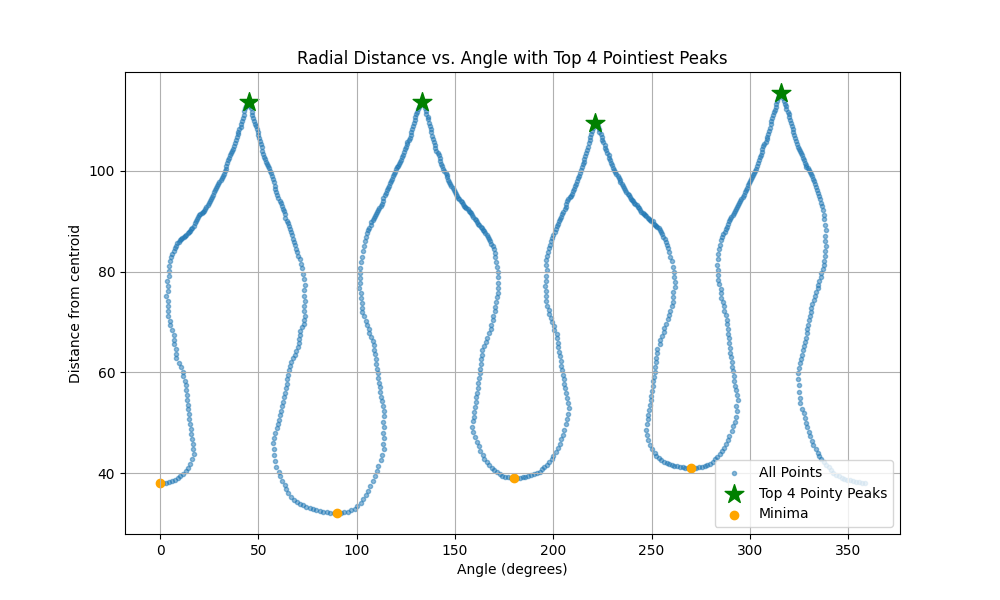 Radial Distance vs. Angle with Top 4 Pointiest Peaks
Distance from centroid
100
80
60
40
All Points
Top 4 Pointy Peaks
Minima
0 50 100 150 200 250 300 350
Angle (degrees)